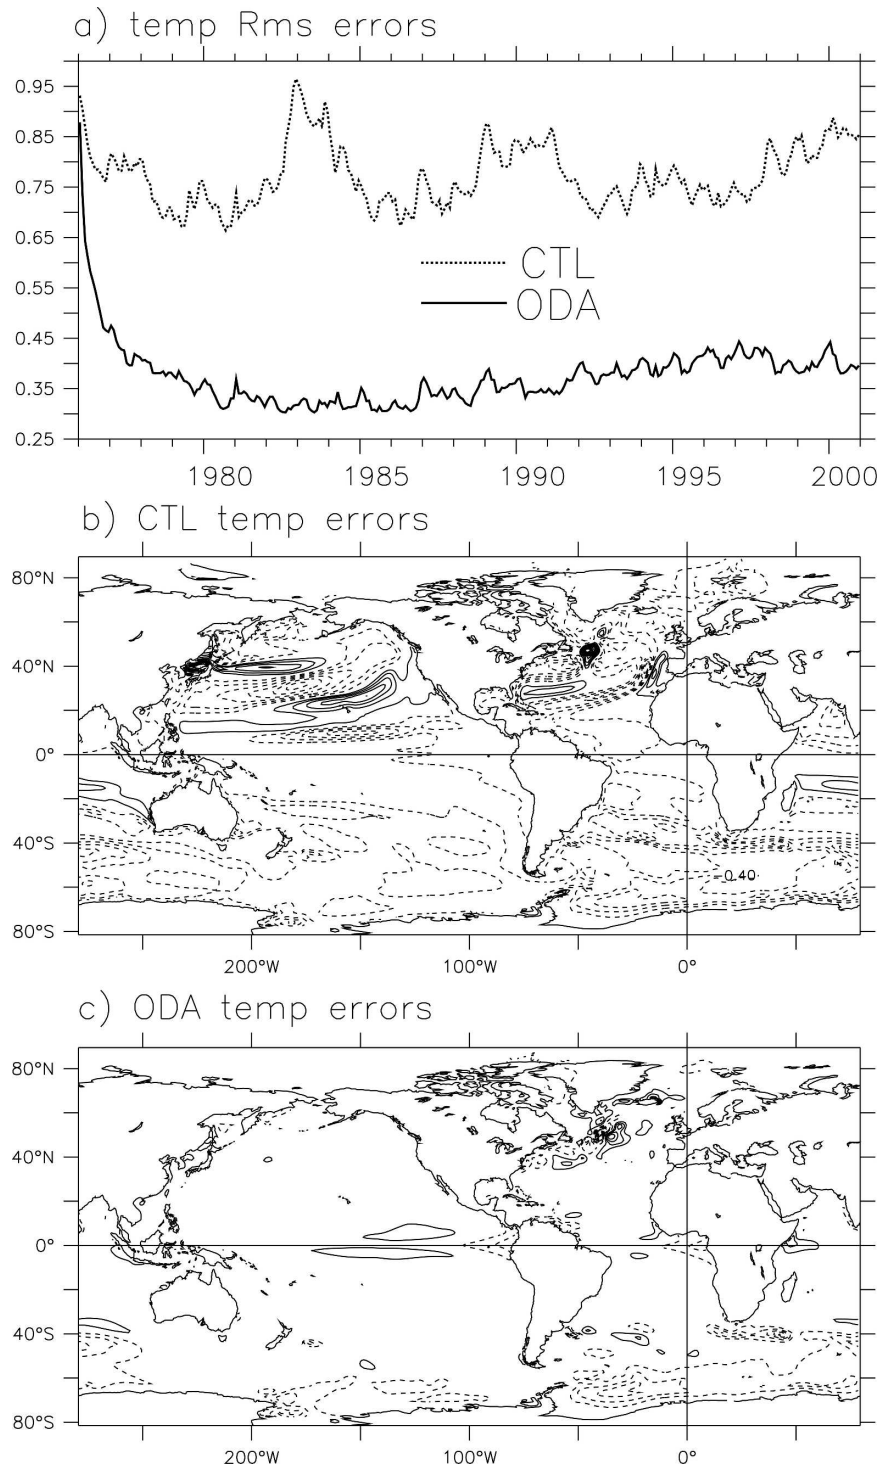 a) temp Rms errors
0.95
0.85
0.75
0.65
0.55
0.45
0.35
0.25
CTL
ODA
1980 1985 1990 1995 2000
b) CTL temp errors
80°N
40°N
0°
40°S
80°S
-0.40
200°W 100°W 0°
c) ODA temp errors
80°N
40°N
0°
40°S
80°S
200°W 100°W 0°